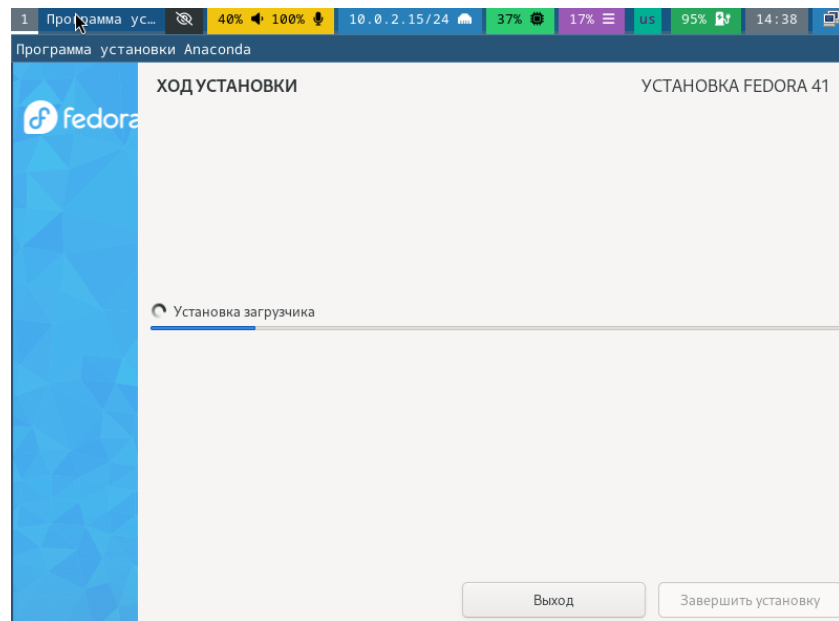 1 Программа ус… 40% 100% 10.0.2.15/24 37% 17% us 95% 14:38
Программа установки Anaconda
ХОД УСТАНОВКИ УСТАНОВКА FEDORA 41
fedora
Установка загрузчика
Выход Завершить установку